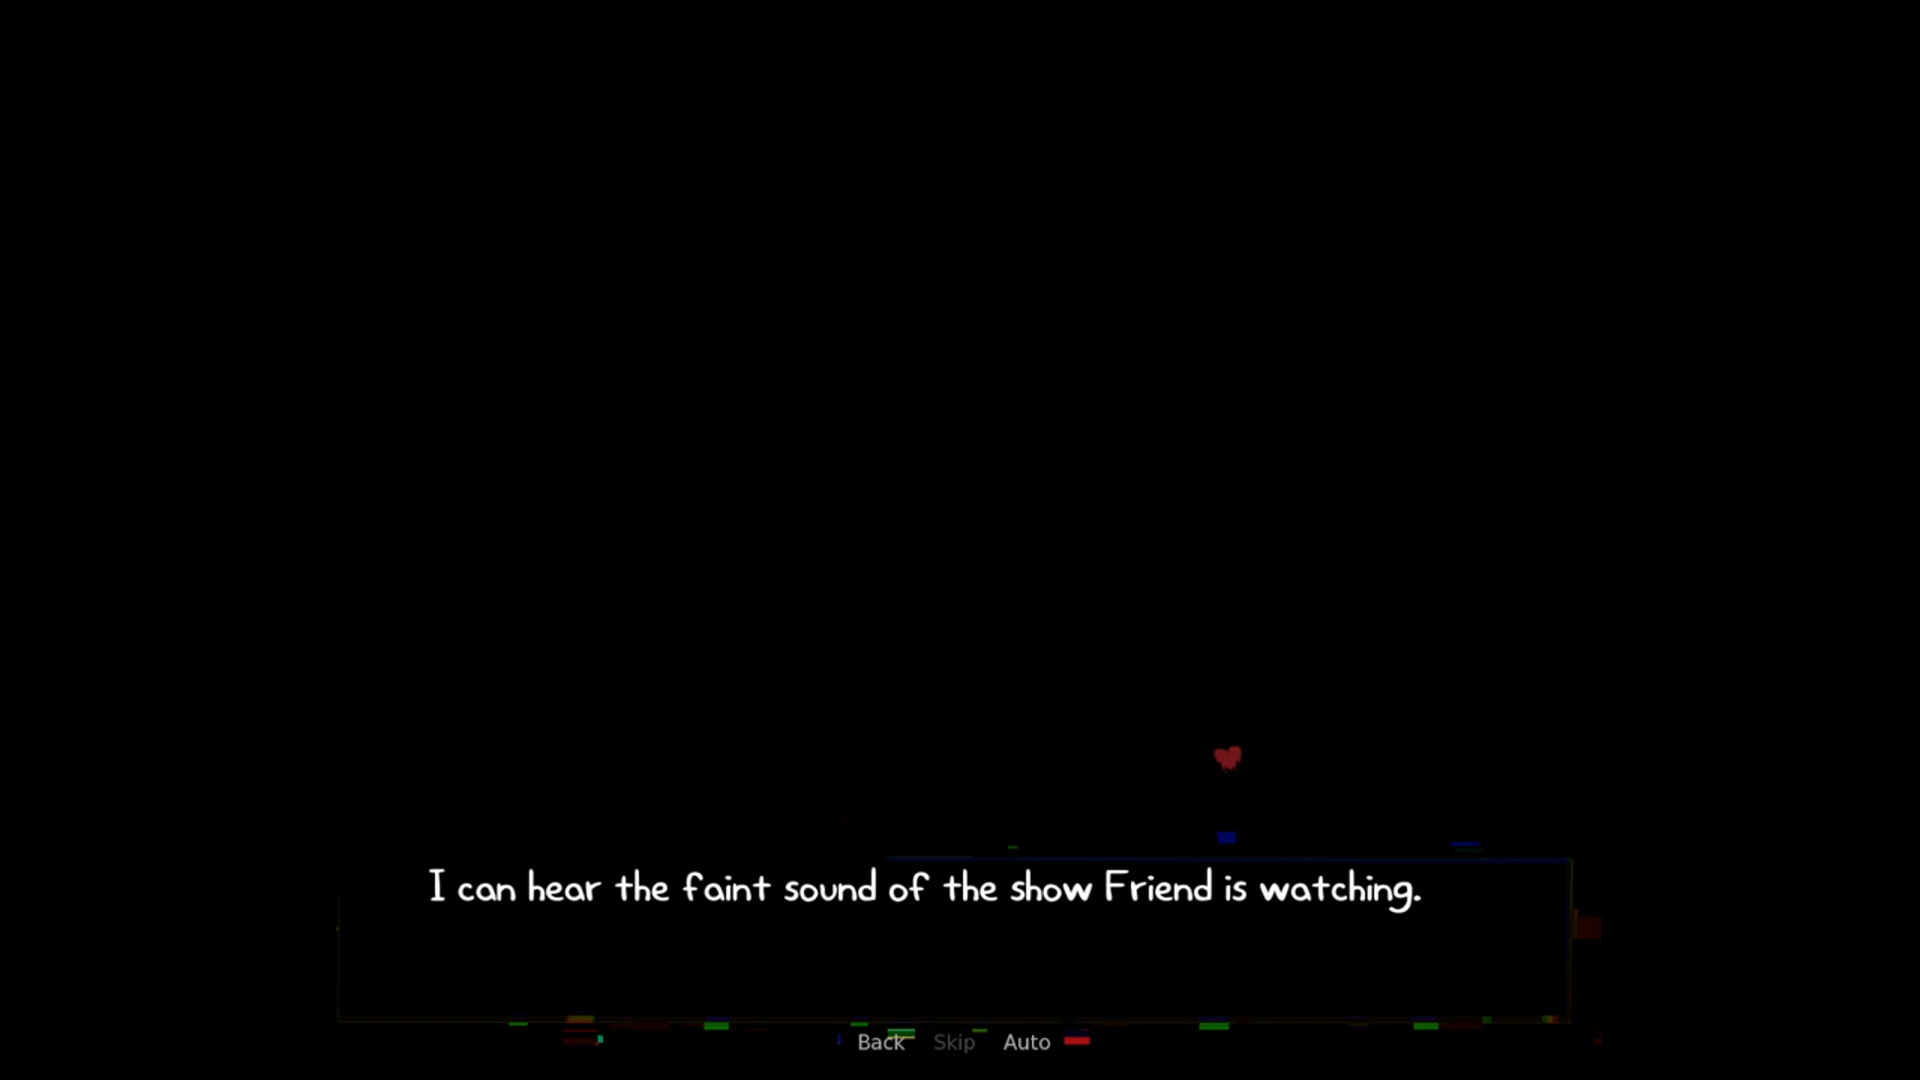 I can hear the faint sound of the show Friend is watching.
Back Skip Auto